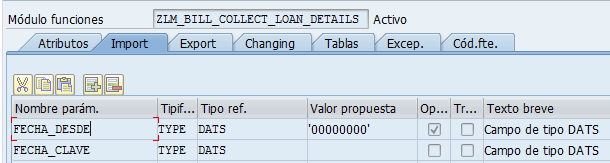 Módulo funciones ZLM_BILL_COLLECT_LOAN_DETAILS Activo
Atributos Import Export Changing Tablas Excep. Cód.fte.
Nombre parám. Tipif... Tipo ref. Valor propuesta Op... Tr... Texto breve
FECHA_DESDE TYPE DATS '00000000' Campo de tipo DATS
FECHA_CLAVE TYPE DATS Campo de tipo DATS